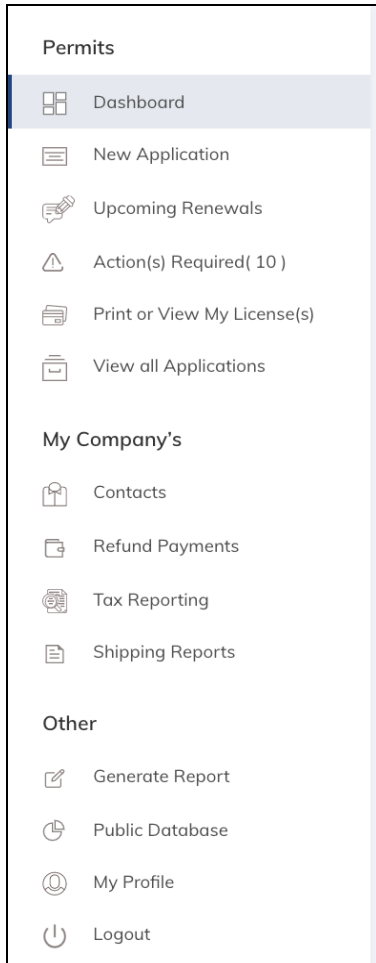 Permits
Dashboard
New Application
Upcoming Renewals
Action(s) Required( 10 )
Print or View My License(s)
View all Applications
My Company’s
Contacts
Refund Payments
Tax Reporting
Shipping Reports
Other
Generate Report
Public Database
My Profile
Logout